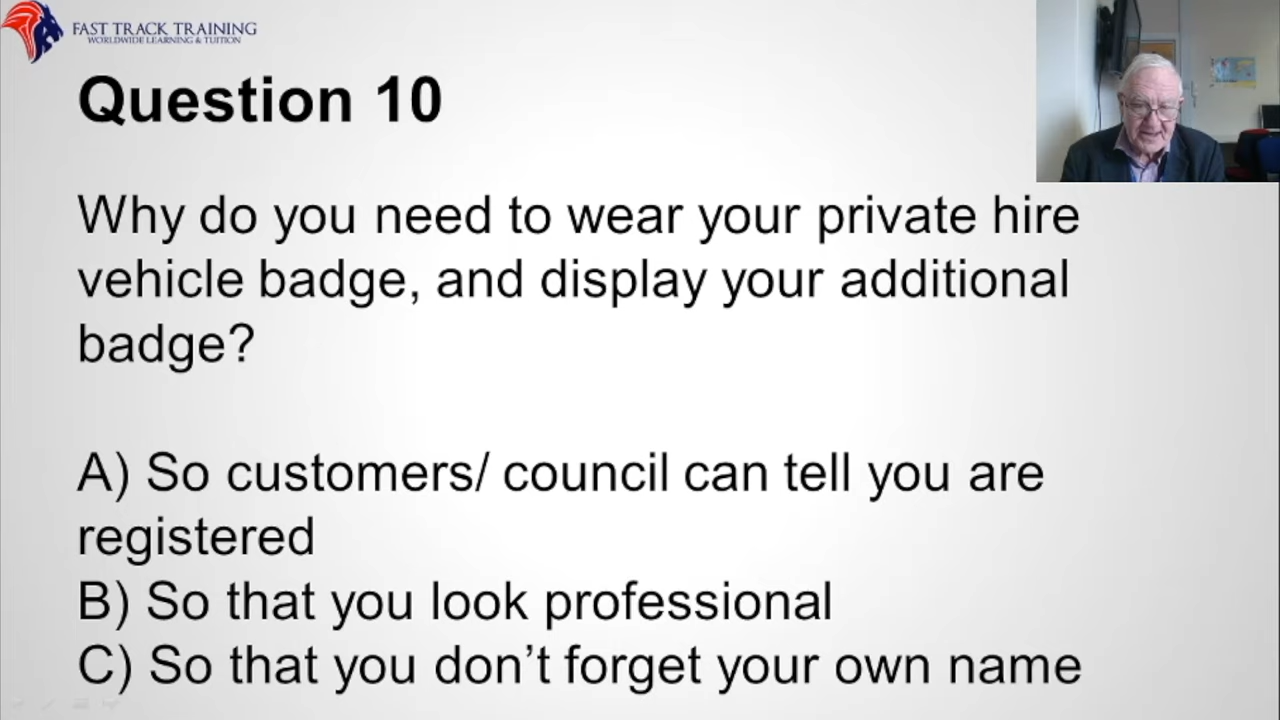 FAST TRACK TRAINING
WORLDWIDE LEARNING & TUITION
Question 10
Why do you need to wear your private hire
vehicle badge, and display your additional
badge?
A) So customers/ council can tell you are
registered
B) So that you look professional
C) So that you don’t forget your own name